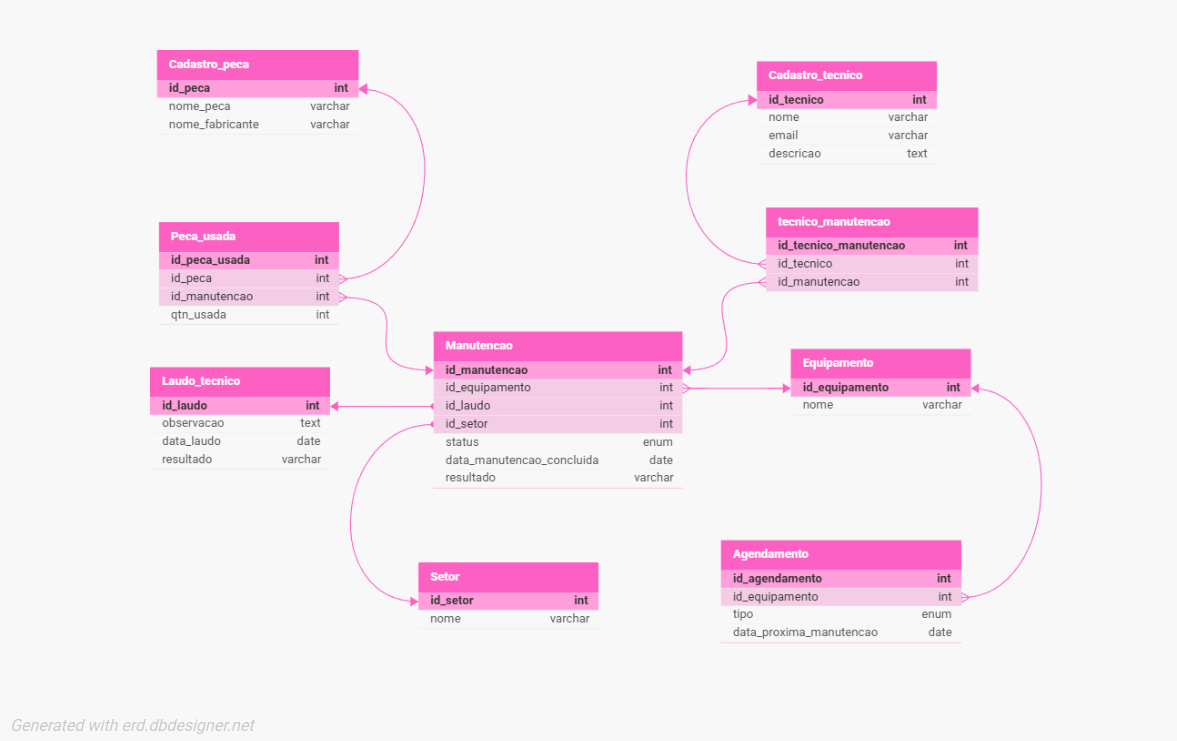 Cadastro_peca
id_peca int
nome_peca varchar
nome_fabricante varchar
Cadastro_tecnico
id_tecnico int
nome varchar
email varchar
descricao text
Peca_usada
id_peca_usada int
id_peca int
id_manutencao int
qtn_usada int
tecnico_manutencao
id_tecnico_manutencao int
id_tecnico int
id_manutencao int
Laudo_tecnico
id_laudo int
observacao text
data_laudo date
resultado varchar
Manutencao
id_manutencao int
id_equipamento int
id_laudo int
id_setor int
status enum
data_manutencao_concluida date
resultado varchar
Equipamento
id_equipamento int
nome varchar
Setor
id_setor int
nome varchar
Agendamento
id_agendamento int
id_equipamento int
tipo enum
data_proxima_manutencao date
Generated with erd.dbdesigner.net